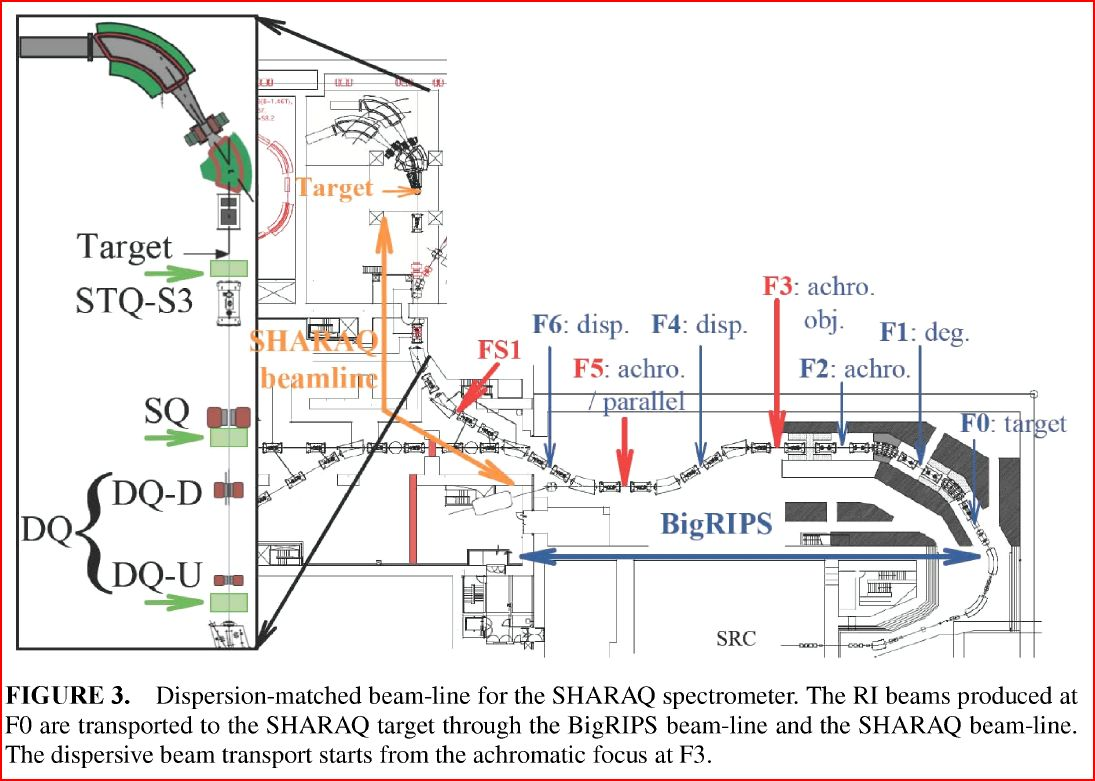 Target
STQ-S3
SQ
DQ
DQ-D
DQ-U
Target
SHARAQ
beamline
FS1
F6: disp.
F5: achro.
/ parallel
F4: disp.
F3: achro.
obj.
F2: achro.
F1: deg.
F0: target
BigRIPS
SRC
FIGURE 3. Dispersion-matched beam-line for the SHARAQ spectrometer. The RI beams produced at
F0 are transported to the SHARAQ target through the BigRIPS beam-line and the SHARAQ beam-line.
The dispersive beam transport starts from the achromatic focus at F3.